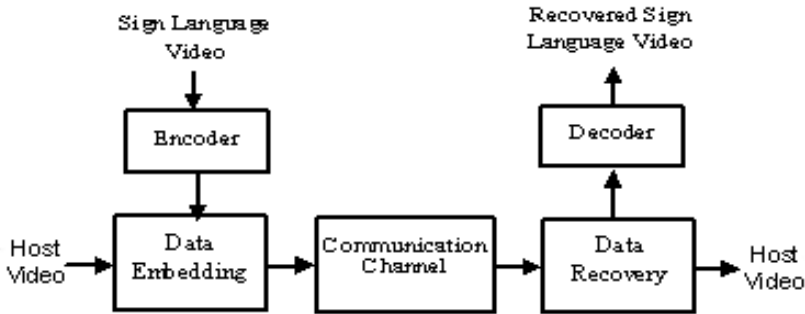 Sign Language
Video
Recovered Sign
Language Video
Encoder
Decoder
Host
Video
Data
Embedding
Communication
Channel
Data
Recovery
Host
Video